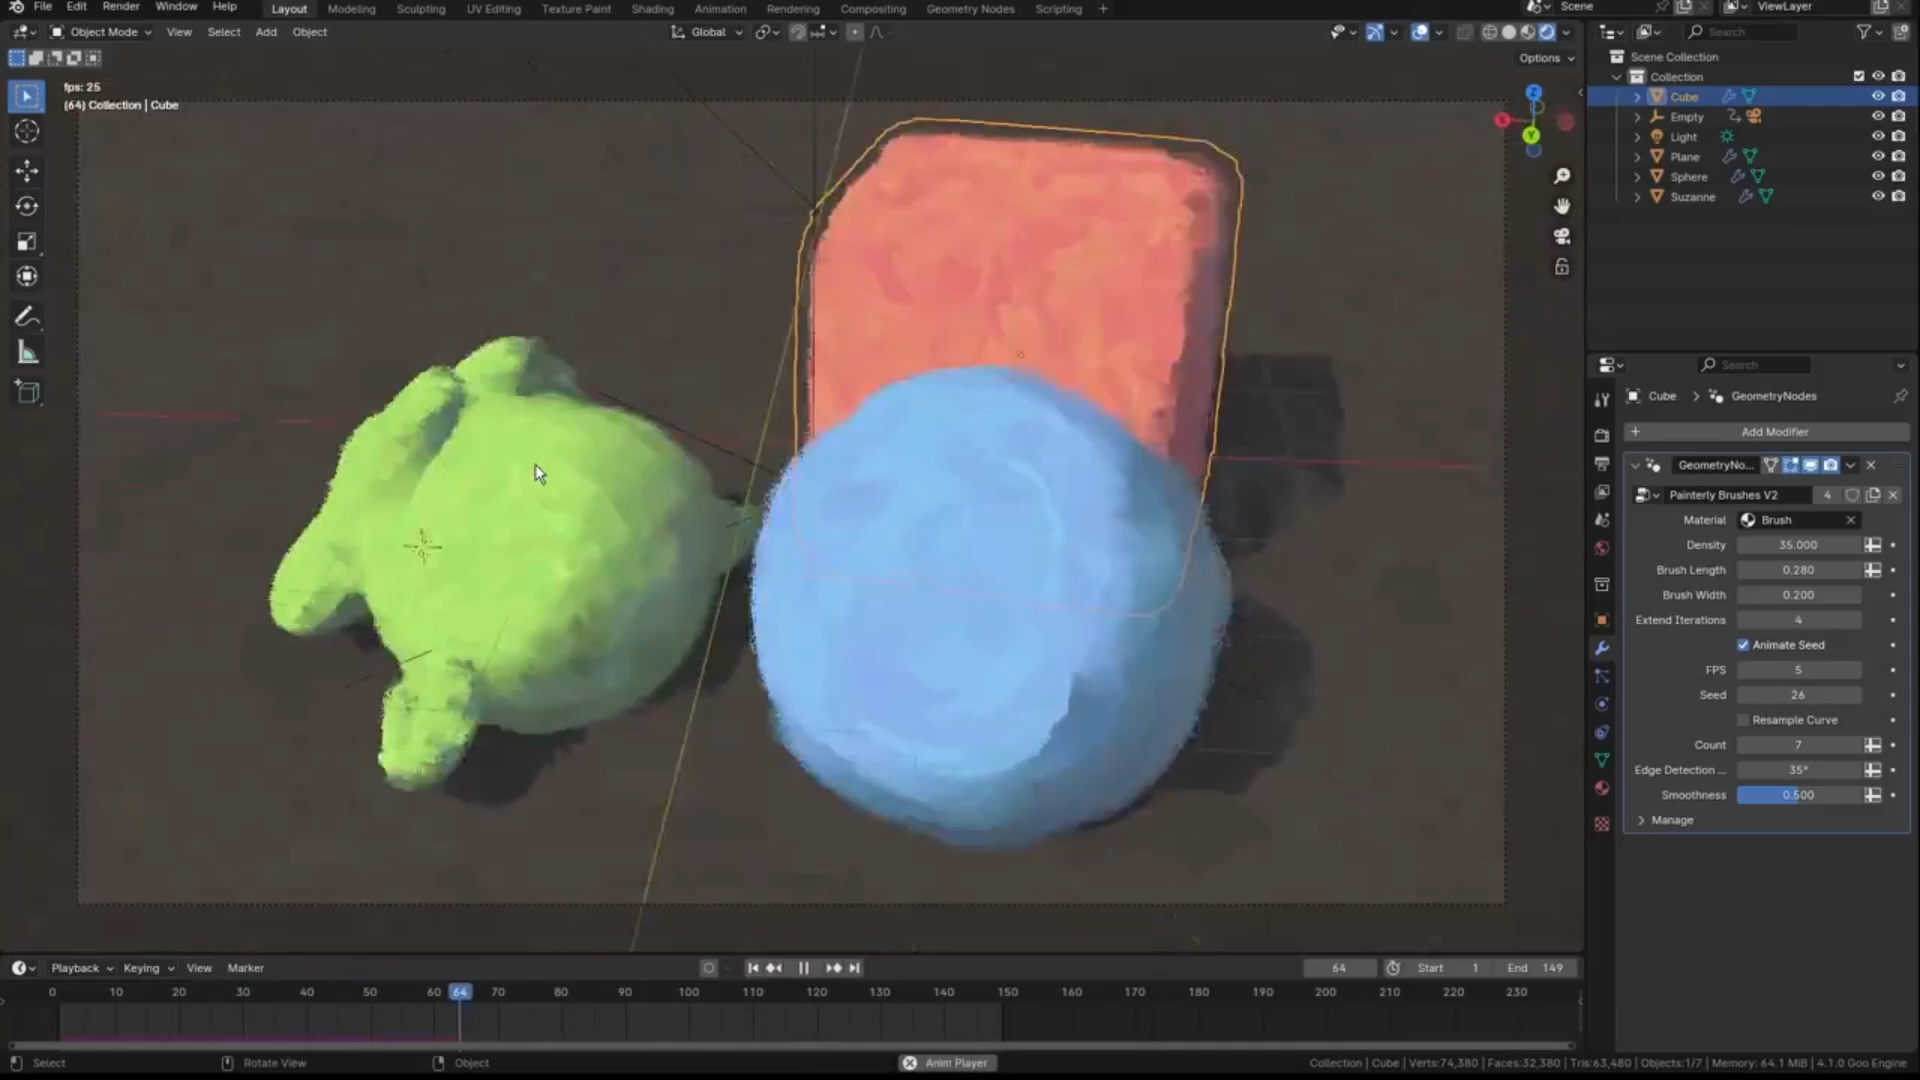 File Edit Render Window Help Layout Modeling Sculpting UV Editing Texture Paint Shading Animation Rendering Compositing Geometry Nodes Scripting + Scene ViewLayer
Object Mode View Select Add Object Global Search
Options
fps: 25
(64) Collection | Cube
Z
X
Y
Scene Collection
Collection
Cube
Empty
Light
Plane
Sphere
Suzanne
Search
Cube > GeometryNodes
+ Add Modifier
GeometryNo...
Painterly Brushes V2 4
Material Brush
Density 35.000
Brush Length 0.280
Brush Width 0.200
Extend Iterations 4
Animate Seed
FPS 5
Seed 26
Resample Curve
Count 7
Edge Detection ... 35°
Smoothness 0.500
Manage
Playback Keying View Marker 64 Start 1 End 149
0 10 20 30 40 50 60 64 70 80 90 100 110 120 130 140 150 160 170 180 190 200 210 220 230
Select Rotate View Object Anim Player Collection | Cube | Verts:74,380 | Faces:32,380 | Tris:63,480 | Objects:1/7 | Memory: 64.1 MiB | 4.1.0 Goo Engine